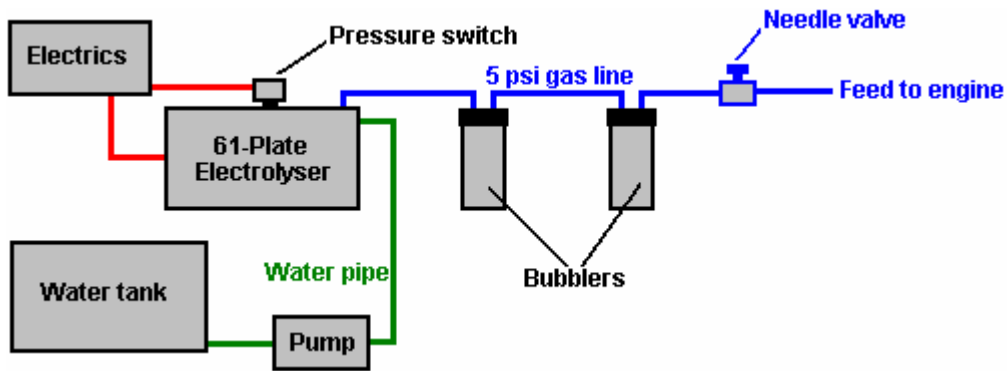 Electrics
Pressure switch
Needle valve
5 psi gas line
Feed to engine
61-Plate
Electrolyser
Water tank
Water pipe
Pump
Bubblers